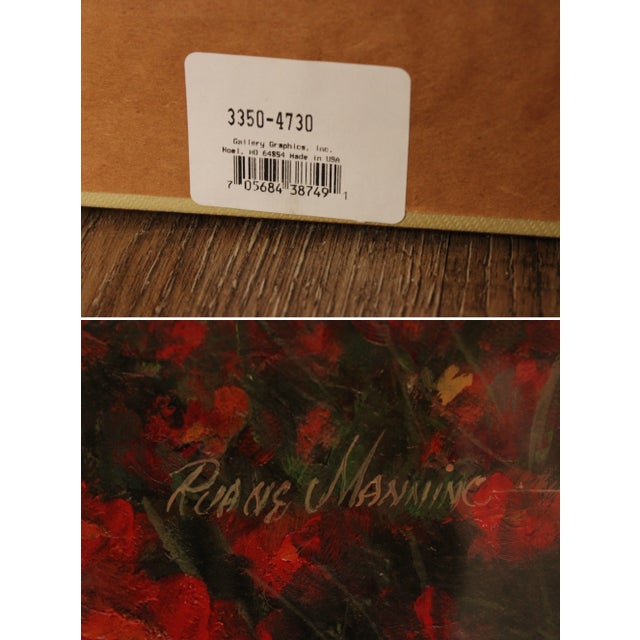 3350-4730
Gallery Graphics, Inc.
Noel, MO 64854 Made in USA
7 05684 38749 1
RUANE MANNING